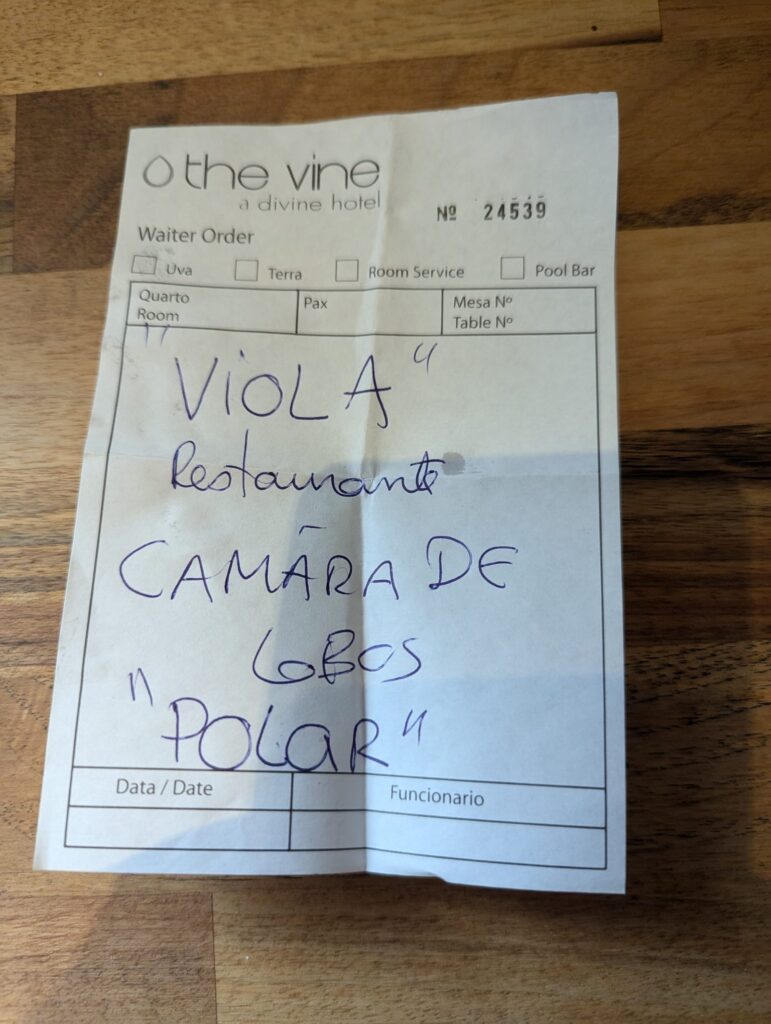 the vine
a divine hotel
Nº 24539
Waiter Order
Uva Terra Room Service Pool Bar
Quarto
Room
Pax
Mesa Nº
Table Nº
"VIOLA"
Restaurante
CAMĀRA DE
LOBOS
"POLAR"
Data / Date
Funcionario